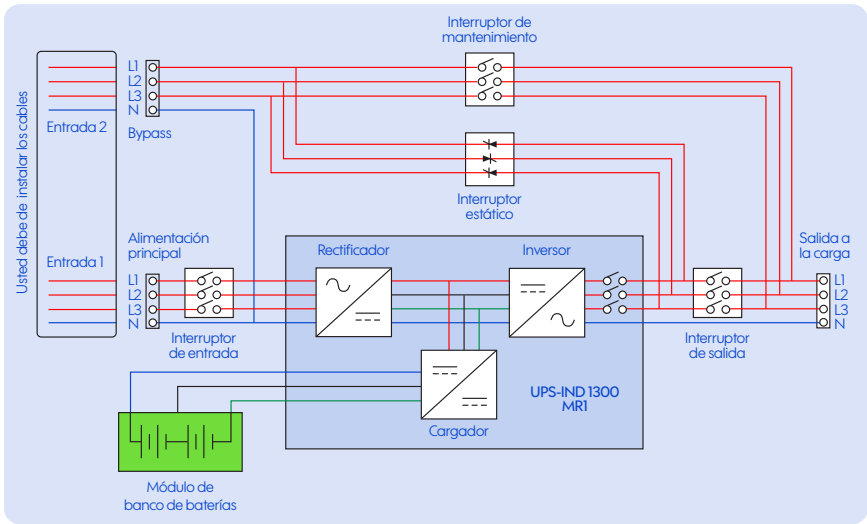 Interruptor de
mantenimiento
Usted debe de instalar los cables
L1
L2
L3
N
Entrada 2
Bypass
Interruptor
estático
Alimentación
principal
Entrada 1
L1
L2
L3
N
Interruptor
de entrada
Rectificador
Inversor
Cargador
UPS-IND 1300
MR1
Interruptor
de salida
Salida a
la carga
L1
L2
L3
N
Módulo de
banco de baterías